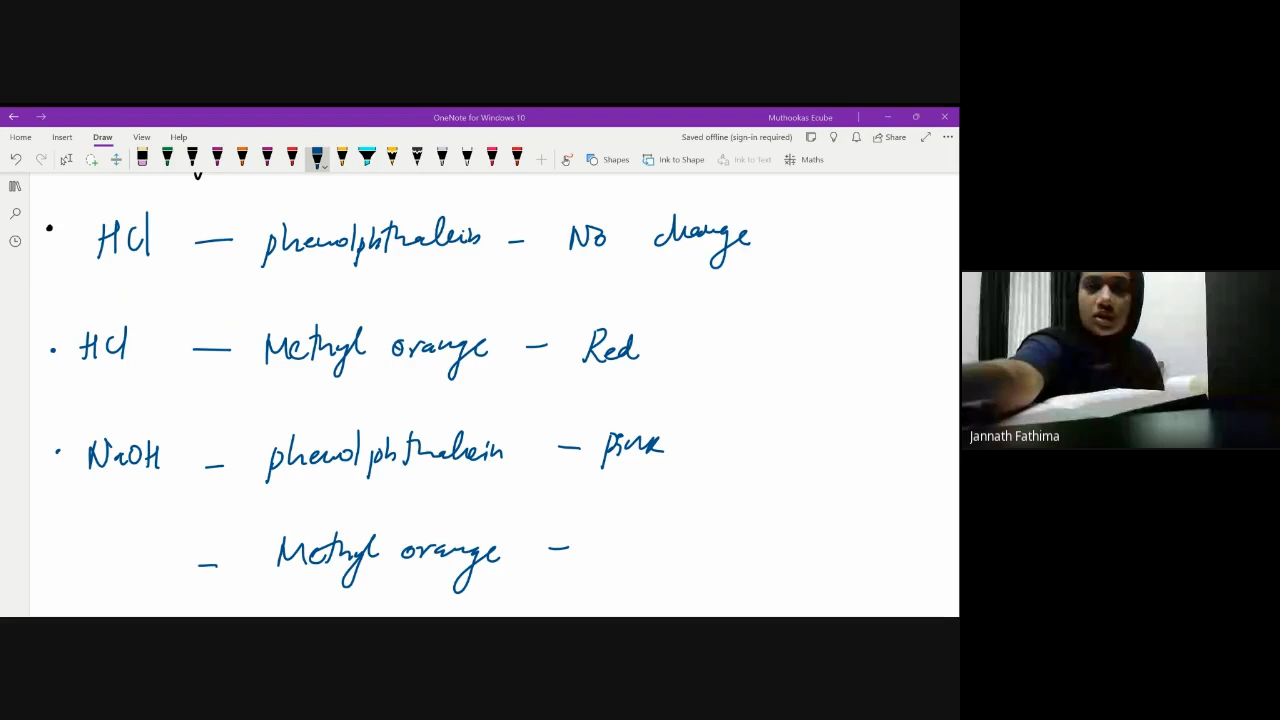 OneNote for Windows 10
Muthookas Ecube
Home Insert Draw View Help
Saved offline (sign-in required) Share
Shapes Ink to Shape Ink to Text Maths
HCl — phenolphthalein - No change
HCl — Methyl orange - Red
NaOH - phenolphthalein - pink
- Methyl orange -
Jannath Fathima